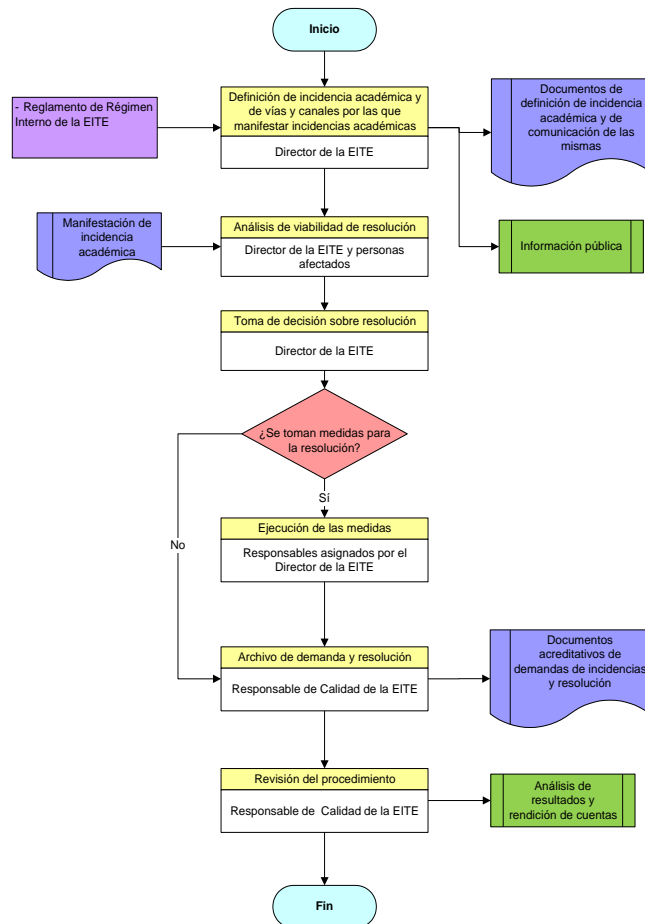 Inicio
- Reglamento de Régimen
Interno de la EITE
Definición de incidencia académica y
de vías y canales por las que
manifestar incidencias académicas
Director de la EITE
Documentos de
definición de incidencia
académica y de
comunicación de las
mismas
Manifestación de
incidencia
académica
Análisis de viabilidad de resolución
Director de la EITE y personas
afectados
Información pública
Toma de decisión sobre resolución
Director de la EITE
¿Se toman medidas para
la resolución?
Sí
No
Ejecución de las medidas
Responsables asignados por el
Director de la EITE
Archivo de demanda y resolución
Responsable de Calidad de la EITE
Documentos
acreditativos de
demandas de incidencias
y resolución
Revisión del procedimiento
Responsable de Calidad de la EITE
Análisis de
resultados y
rendición de cuentas
Fin